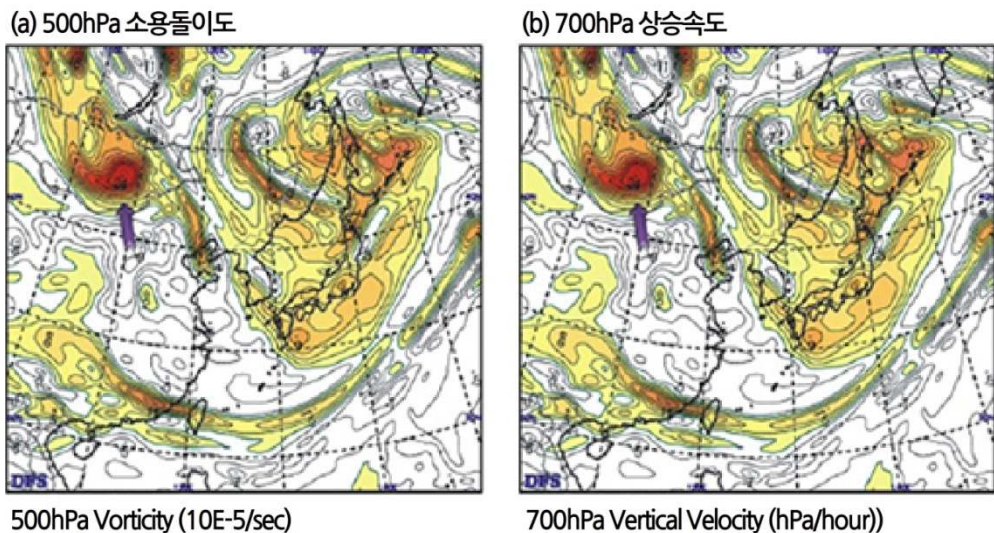 (a) 500hPa 소용돌이도
(b) 700hPa 상승속도
DFS
DFS
500hPa Vorticity (10E-5/sec)
700hPa Vertical Velocity (hPa/hour))